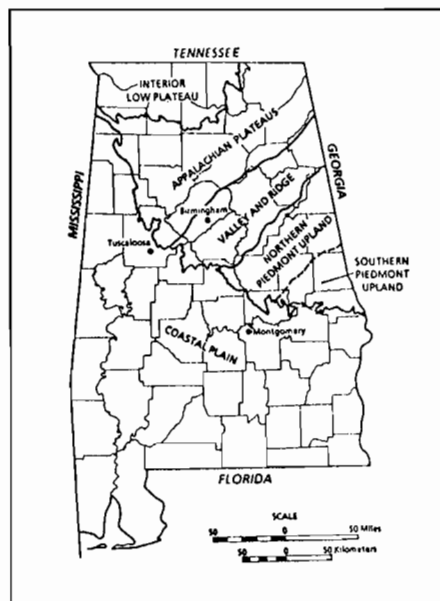 TENNESSEE
INTERIOR
LOW PLATEAU
APPALACHIAN PLATEAUS
MISSISSIPPI
GEORGIA
Birmingham
VALLEY AND RIDGE
Tuscaloosa
NORTHERN
PIEDMONT UPLAND
SOUTHERN
PIEDMONT
UPLAND
Montgomery
COASTAL PLAIN
FLORIDA
SCALE
50 0 50 Miles
50 0 50 Kilometers